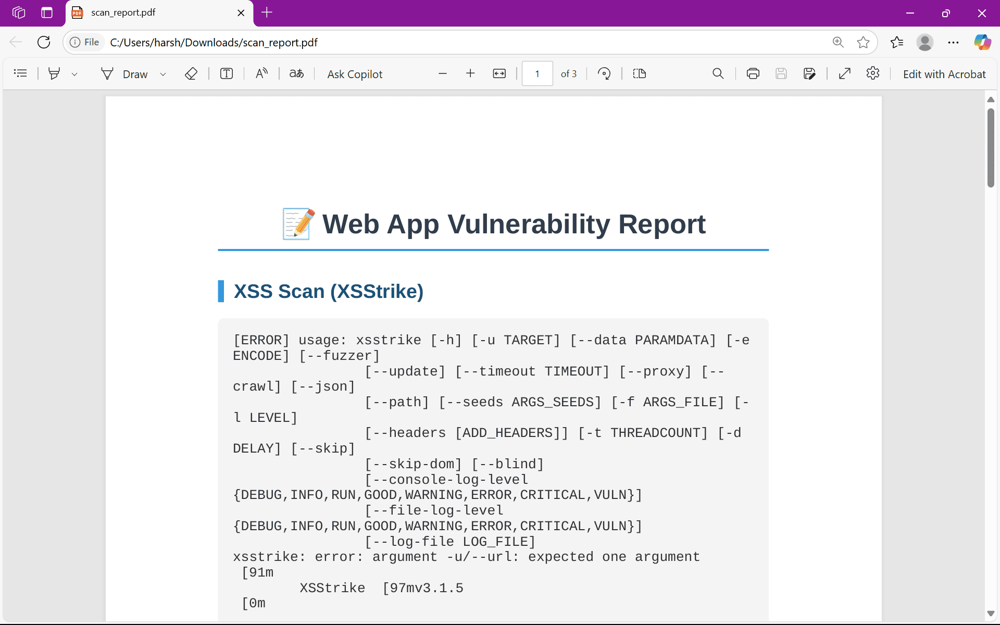 scan_report.pdf
File C:/Users/harsh/Downloads/scan_report.pdf
Draw Ask Copilot 1 of 3 Edit with Acrobat
Web App Vulnerability Report
XSS Scan (XSStrike)
[ERROR] usage: xsstrike [-h] [-u TARGET] [--data PARAMDATA] [-e
ENCODE] [--fuzzer]
[--update] [--timeout TIMEOUT] [--proxy] [--
crawl] [--json]
[--path] [--seeds ARGS_SEEDS] [-f ARGS_FILE] [-
l LEVEL]
[--headers [ADD_HEADERS]] [-t THREADCOUNT] [-d
DELAY] [--skip]
[--skip-dom] [--blind]
[--console-log-level
{DEBUG,INFO,RUN,GOOD,WARNING,ERROR,CRITICAL,VULN}]
[--file-log-level
{DEBUG,INFO,RUN,GOOD,WARNING,ERROR,CRITICAL,VULN}]
[--log-file LOG_FILE]
xsstrike: error: argument -u/--url: expected one argument
[91m
XSStrike [97mv3.1.5
[0m